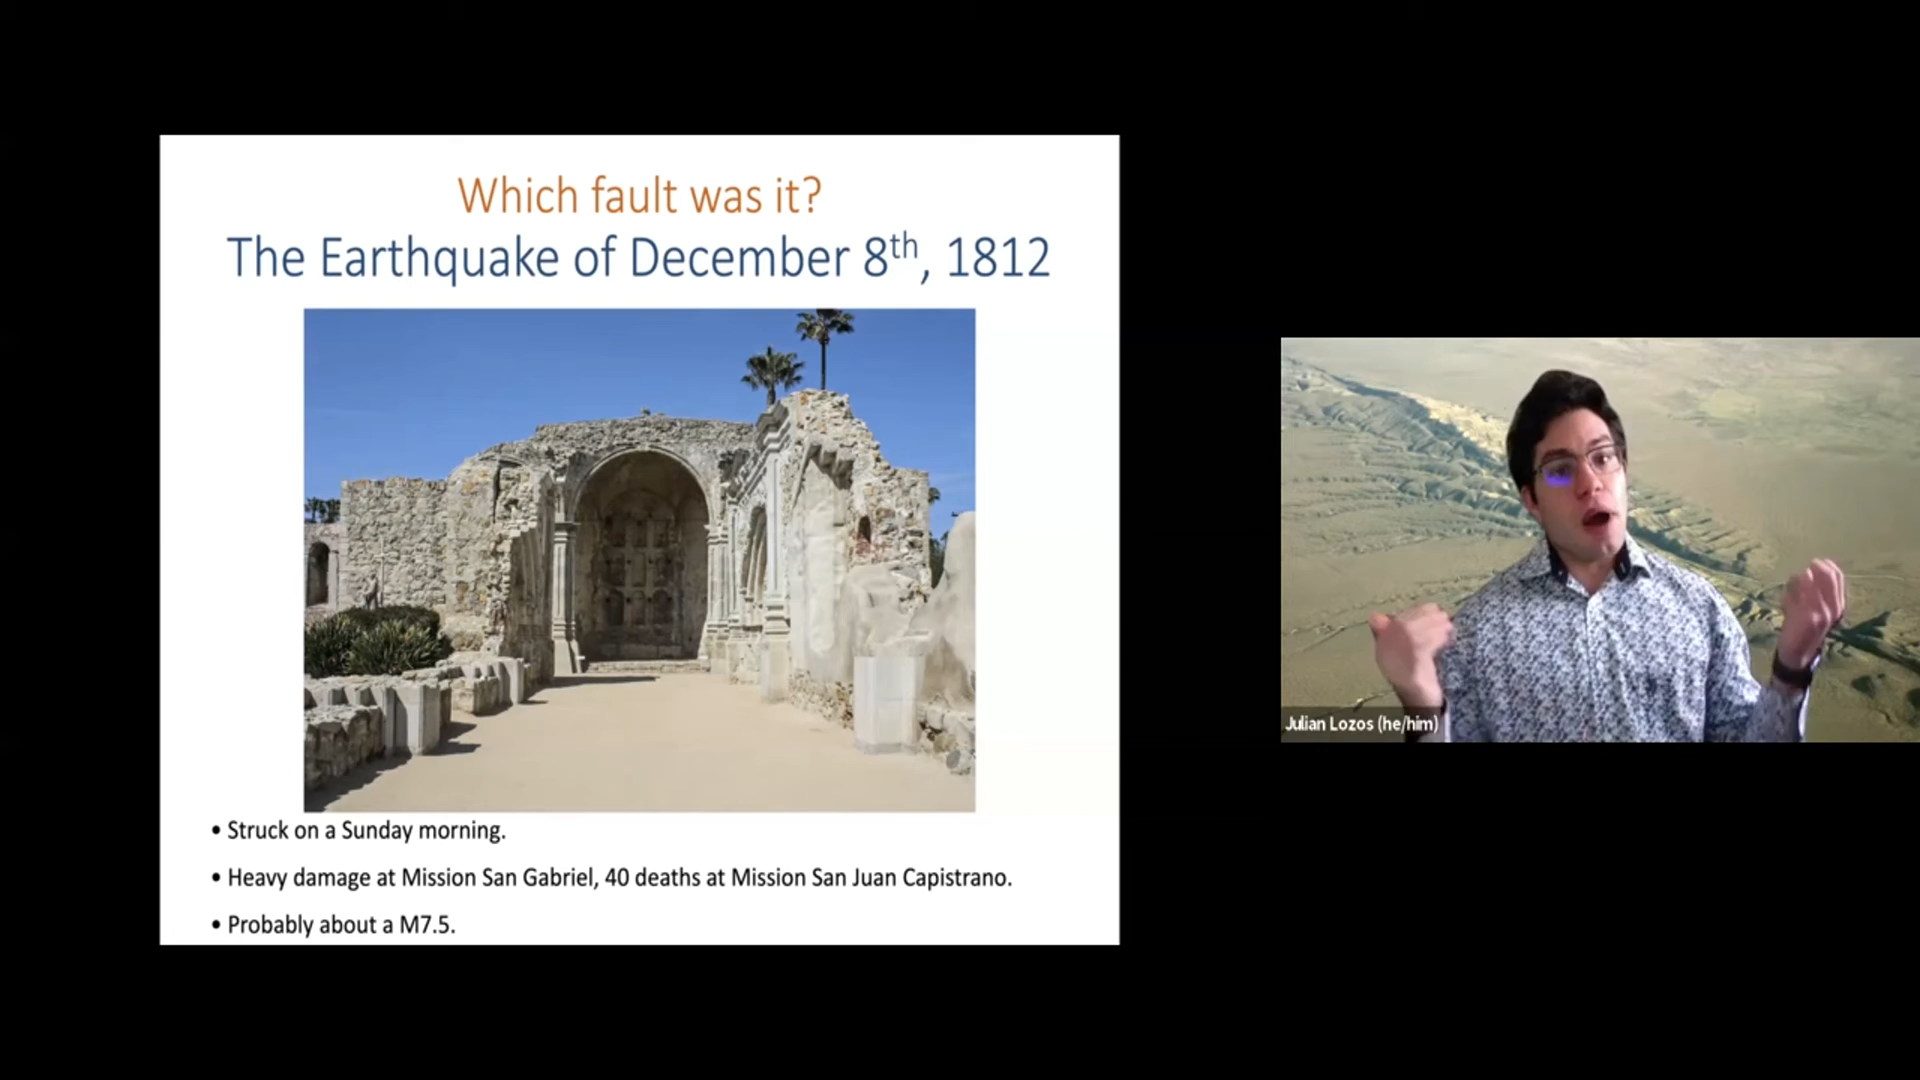 Which fault was it?
The Earthquake of December 8th, 1812
• Struck on a Sunday morning.
• Heavy damage at Mission San Gabriel, 40 deaths at Mission San Juan Capistrano.
• Probably about a M7.5.
Julian Lozos (he/him)